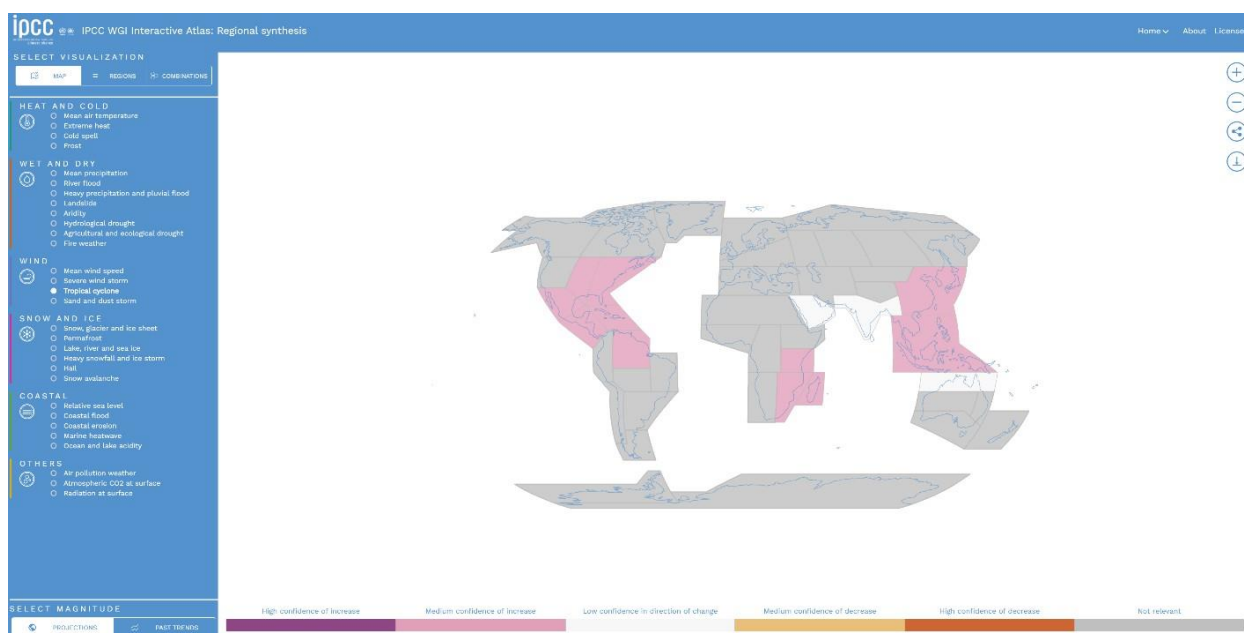 ipcc IPCC WGI Interactive Atlas: Regional synthesis
Home About License
SELECT VISUALIZATION
MAP REGIONS COMBINATIONS
HEAT AND COLD
Mean air temperature
Extreme heat
Cold spell
Frost
WET AND DRY
Mean precipitation
River flood
Heavy precipitation and pluvial flood
Landslide
Aridity
Hydrological drought
Agricultural and ecological drought
Fire weather
WIND
Mean wind speed
Severe wind storm
Tropical cyclone
Sand and dust storm
SNOW AND ICE
Snow, glacier and ice sheet
Permafrost
Lake, river and sea ice
Heavy snowfall and ice storm
Hail
Snow avalanche
COASTAL
Relative sea level
Coastal flood
Coastal erosion
Marine heatwave
Ocean and lake acidity
OTHERS
Air pollution weather
Atmospheric CO2 at surface
Radiation at surface
SELECT MAGNITUDE
PROJECTIONS PAST TRENDS
High confidence of increase Medium confidence of increase Low confidence in direction of change Medium confidence of decrease High confidence of decrease Not relevant